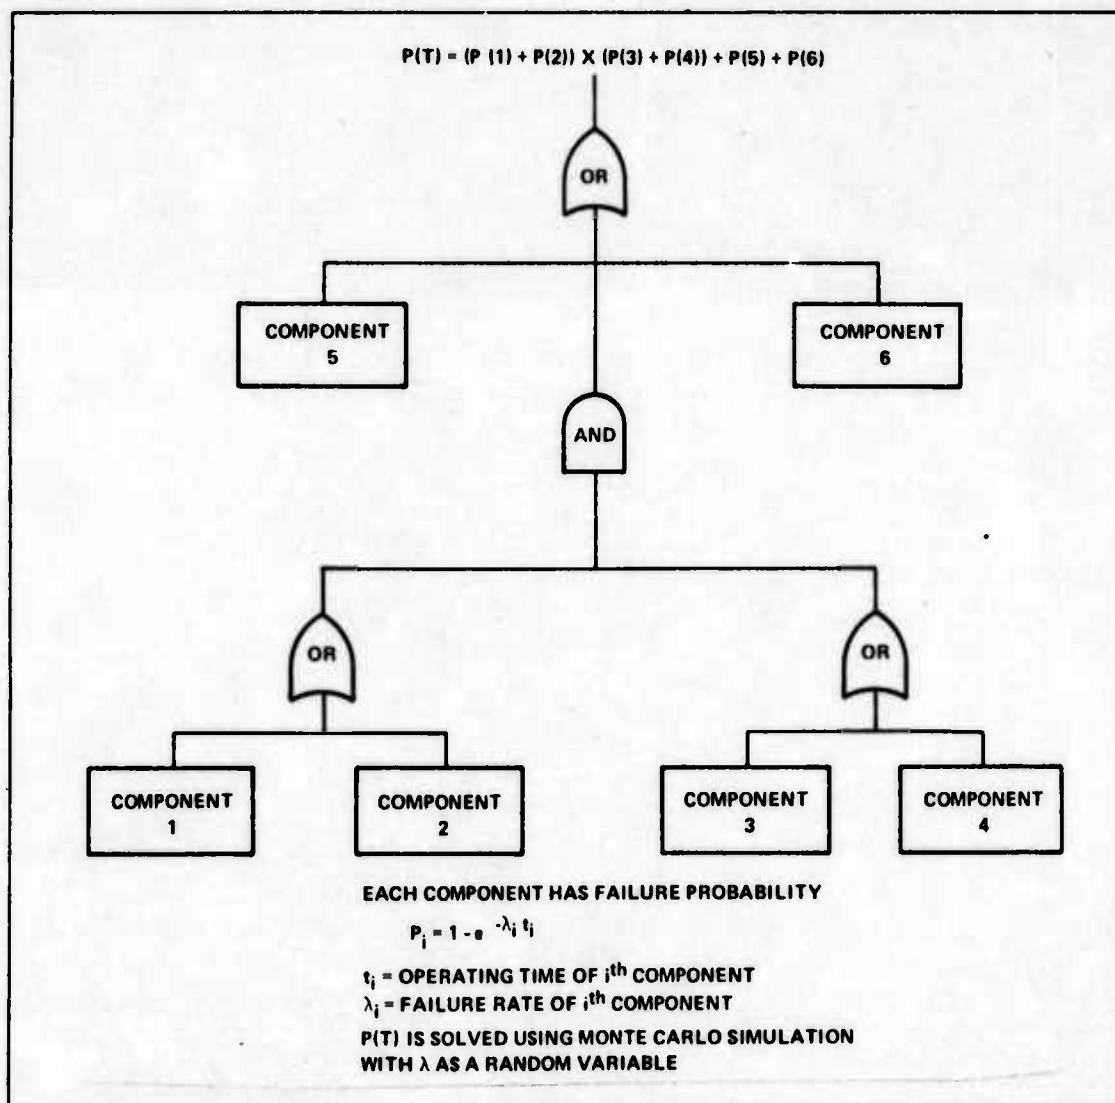 P(T) = (P (1) + P(2)) X (P(3) + P(4)) + P(5) + P(6)
OR
COMPONENT
5
COMPONENT
6
AND
OR
OR
COMPONENT
1
COMPONENT
2
COMPONENT
3
COMPONENT
4
EACH COMPONENT HAS FAILURE PROBABILITY
Pᵢ = 1 - e -λᵢ tᵢ
tᵢ = OPERATING TIME OF iᵗʰ COMPONENT
λᵢ = FAILURE RATE OF iᵗʰ COMPONENT
P(T) IS SOLVED USING MONTE CARLO SIMULATION
WITH λ AS A RANDOM VARIABLE